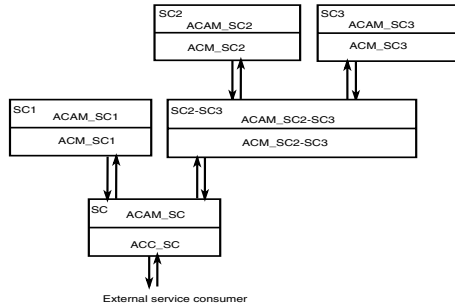 SC2
ACAM_SC2
ACM_SC2
SC3
ACAM_SC3
ACM_SC3
SC1
ACAM_SC1
ACM_SC1
SC2-SC3
ACAM_SC2-SC3
ACM_SC2-SC3
SC
ACAM_SC
ACC_SC
External service consumer